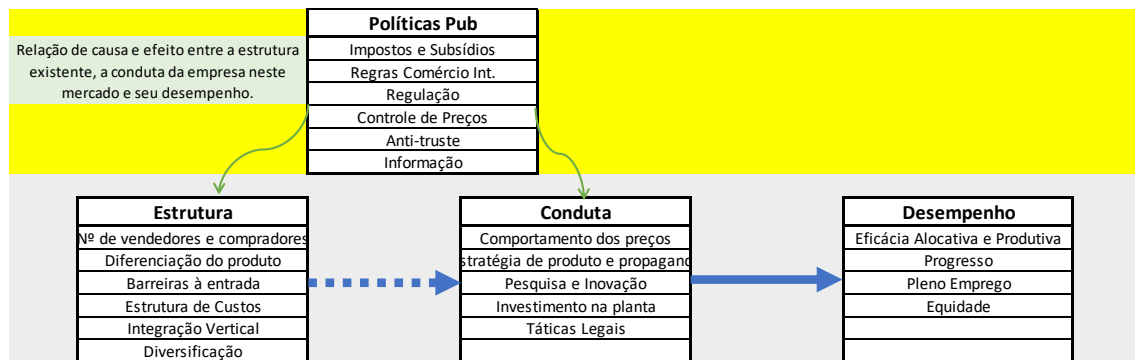 Políticas Pub
Impostos e Subsídios
Regras Comércio Int.
Regulação
Controle de Preços
Anti-truste
Informação
Relação de causa e efeito entre a estrutura
existente, a conduta da empresa neste
mercado e seu desempenho.
Estrutura
Nº de vendedores e compradores
Diferenciação do produto
Barreiras à entrada
Estrutura de Custos
Integração Vertical
Diversificação
Conduta
Comportamento dos preços
stratégia de produto e propagand
Pesquisa e Inovação
Investimento na planta
Táticas Legais
Desempenho
Eficácia Alocativa e Produtiva
Progresso
Pleno Emprego
Equidade